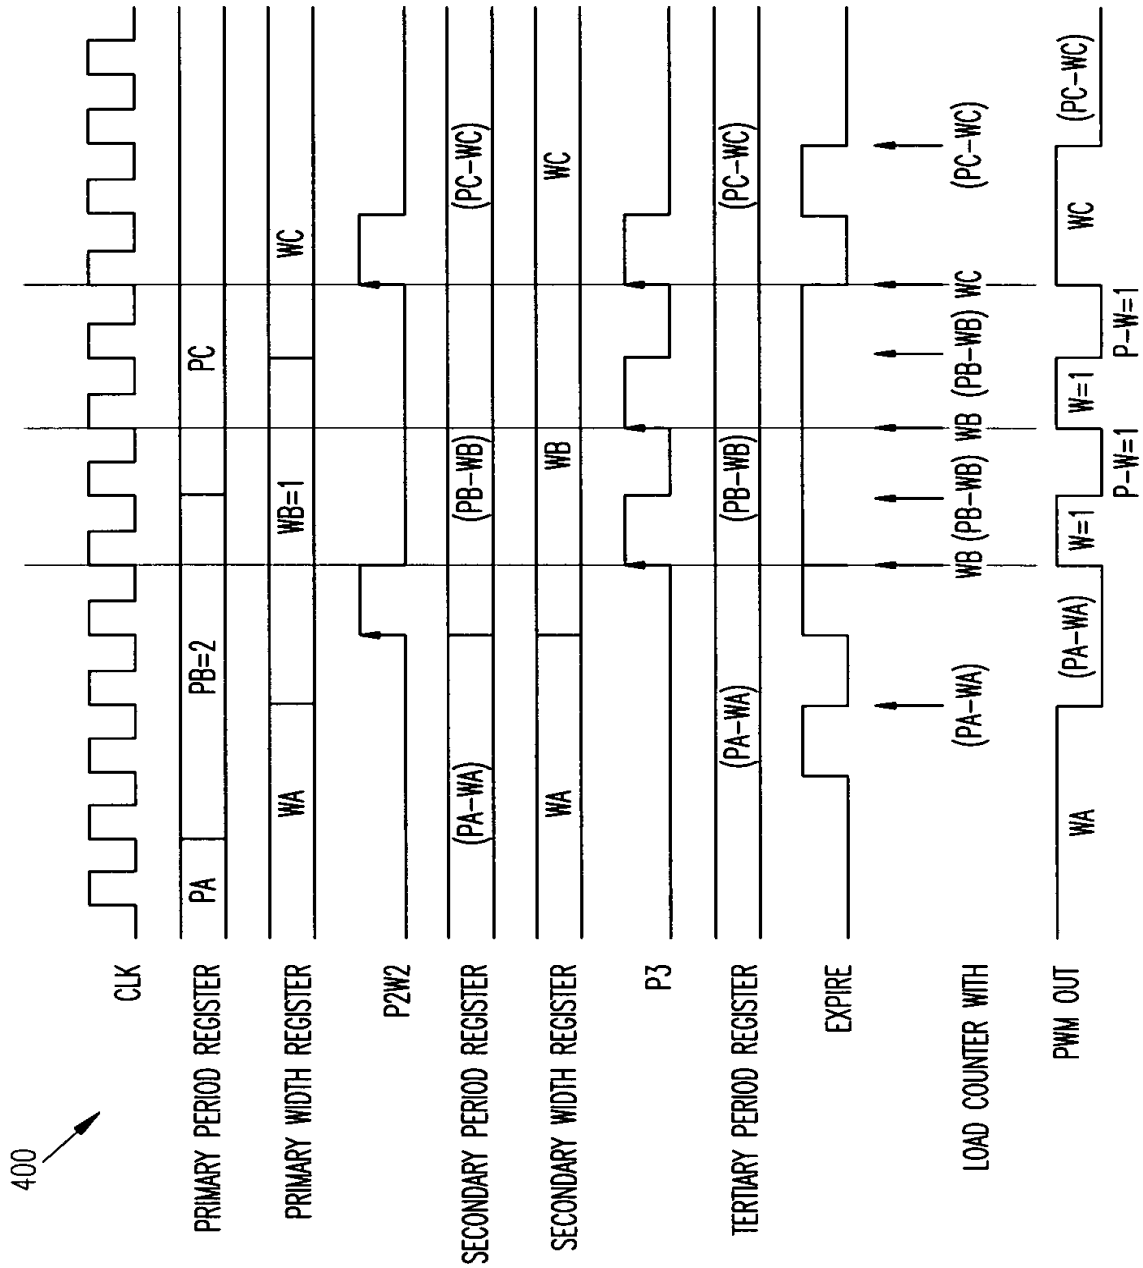 400
CLK
PRIMARY PERIOD REGISTER
PA
PB=2
PC
PRIMARY WIDTH REGISTER
WA
WB=1
WC
P2W2
SECONDARY PERIOD REGISTER
(PA-WA)
(PB-WB)
(PC-WC)
SECONDARY WIDTH REGISTER
WA
WB
WC
P3
TERTIARY PERIOD REGISTER
(PA-WA)
(PB-WB)
(PC-WC)
EXPIRE
LOAD COUNTER WITH
(PA-WA)
WB
(PB-WB)
WB
(PB-WB)
WC
(PC-WC)
PWM OUT
WA
(PA-WA)
W=1
P-W=1
W=1
P-W=1
WC
(PC-WC)